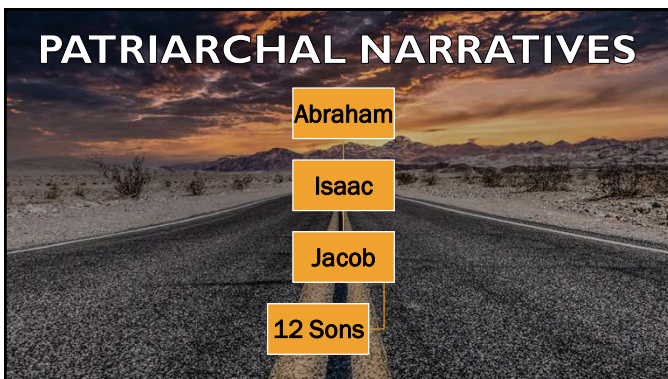 PATRIARCHAL NARRATIVES
Abraham
Isaac
Jacob
12 Sons